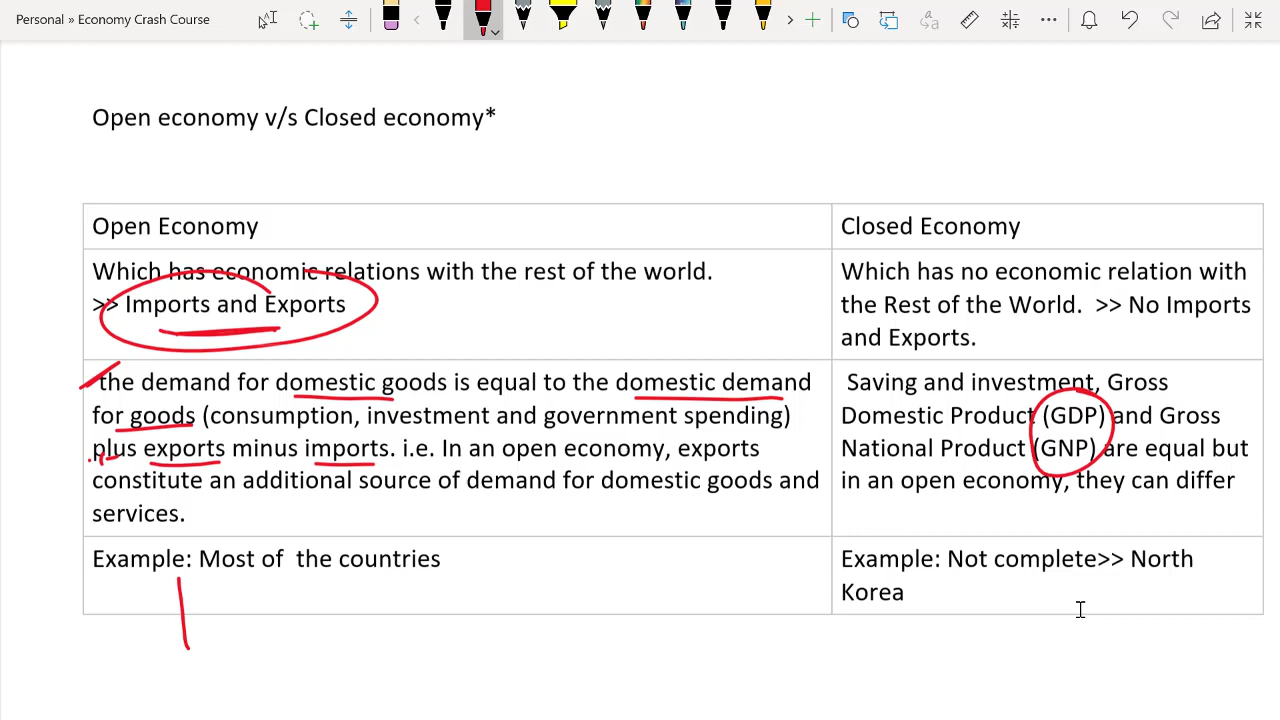 Personal » Economy Crash Course
Open economy v/s Closed economy*
Open Economy
Closed Economy
Which has economic relations with the rest of the world.
>> Imports and Exports
Which has no economic relation with
the Rest of the World.  >> No Imports
and Exports.
the demand for domestic goods is equal to the domestic demand
for goods (consumption, investment and government spending)
plus exports minus imports. i.e. In an open economy, exports
constitute an additional source of demand for domestic goods and
services.
Saving and investment, Gross
Domestic Product (GDP) and Gross
National Product (GNP) are equal but
in an open economy, they can differ
Example: Most of  the countries
Example: Not complete>> North
Korea